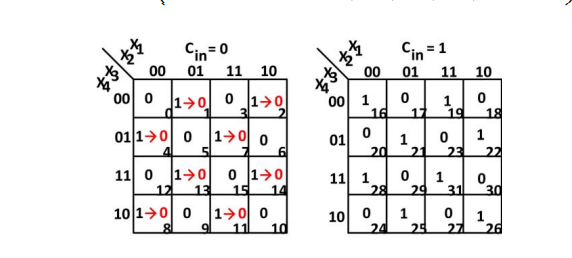 X1 Cin = 0 X1 Cin = 1
X2 X2
X3 00 01 11 10 X3 00 01 11 10
X4 X4
00 0 1→0 0 1→0 00 1 0 1 0
0 1 3 2 16 17 19 18
01 1→0 0 1→0 0 01 0 1 0 1
4 5 7 6 20 21 23 22
11 0 1→0 0 1→0 11 1 0 1 0
12 13 15 14 28 29 31 30
10 1→0 0 1→0 0 10 0 1 0 1
8 9 11 10 24 25 27 26